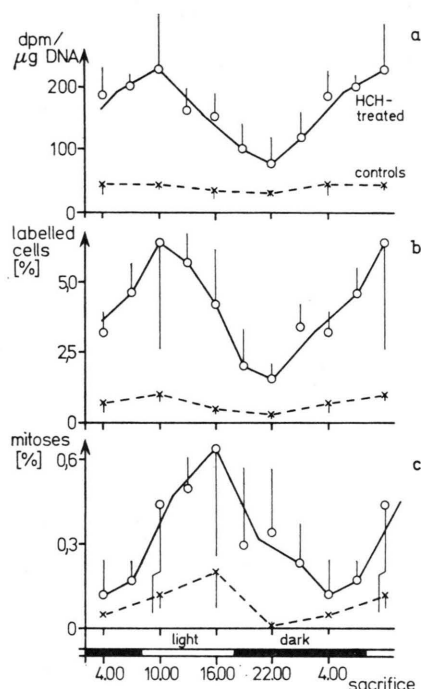 dpm/
µg DNA
a
200
HCH-
treated
100
controls
0
labelled
cells
[%]
b
5,0
2,5
0
mitoses
[%]
c
0,6
0,3
0
light dark
4.00 10.00 16.00 22.00 4.00
sacrifice